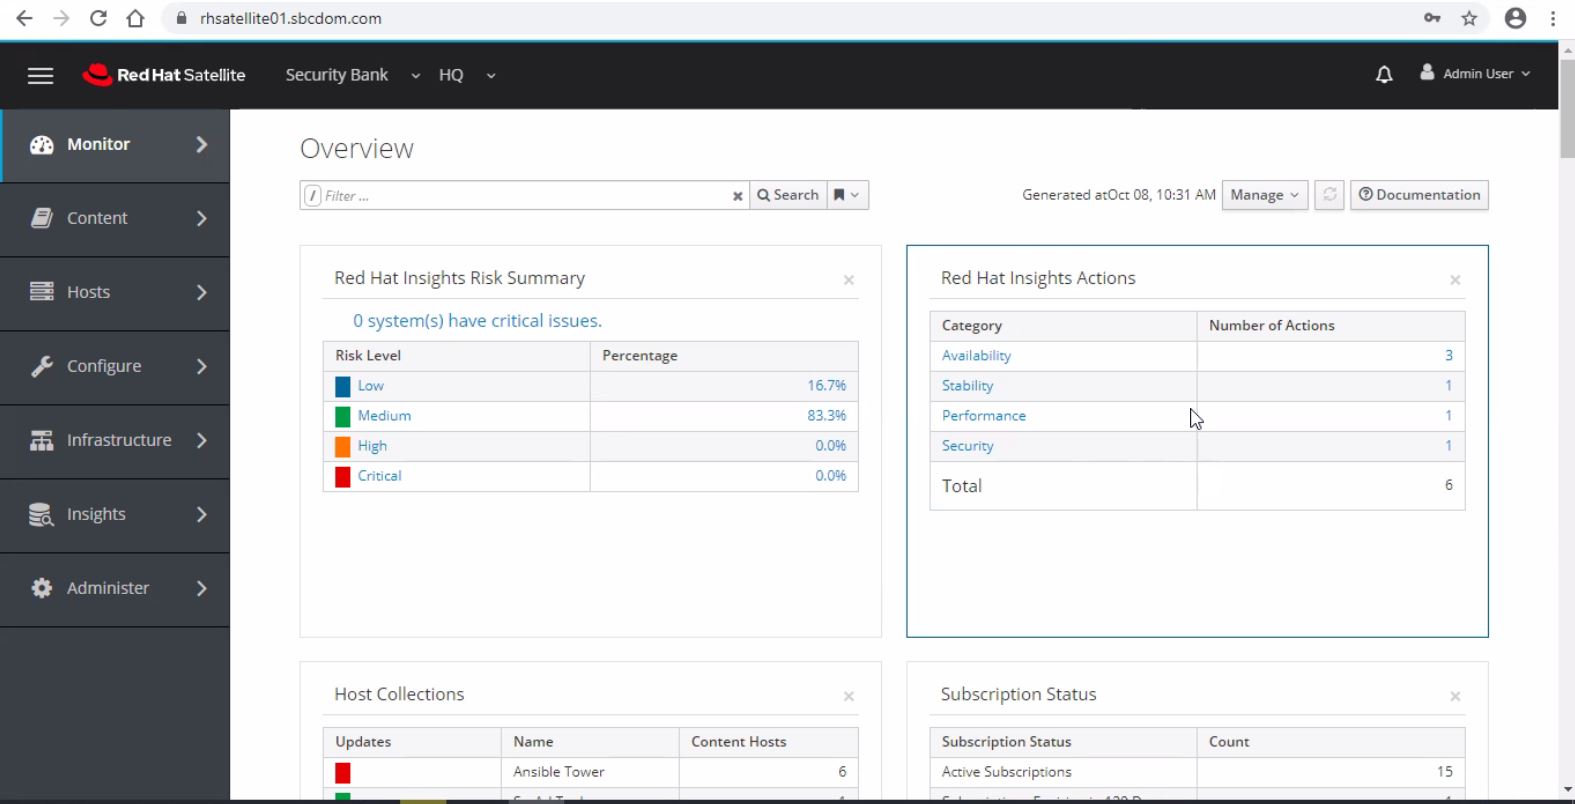 rhsatellite01.sbcdom.com
Red Hat Satellite Security Bank HQ Admin User
Monitor
Content
Hosts
Configure
Infrastructure
Insights
Administer
Overview
/ Filter ... Search Generated atOct 08, 10:31 AM Manage Documentation
Red Hat Insights Risk Summary
0 system(s) have critical issues.
Risk Level Percentage
Low 16.7%
Medium 83.3%
High 0.0%
Critical 0.0%
Red Hat Insights Actions
Category Number of Actions
Availability 3
Stability 1
Performance 1
Security 1
Total 6
Host Collections
Updates Name Content Hosts
Ansible Tower 6
Subscription Status
Subscription Status Count
Active Subscriptions 15